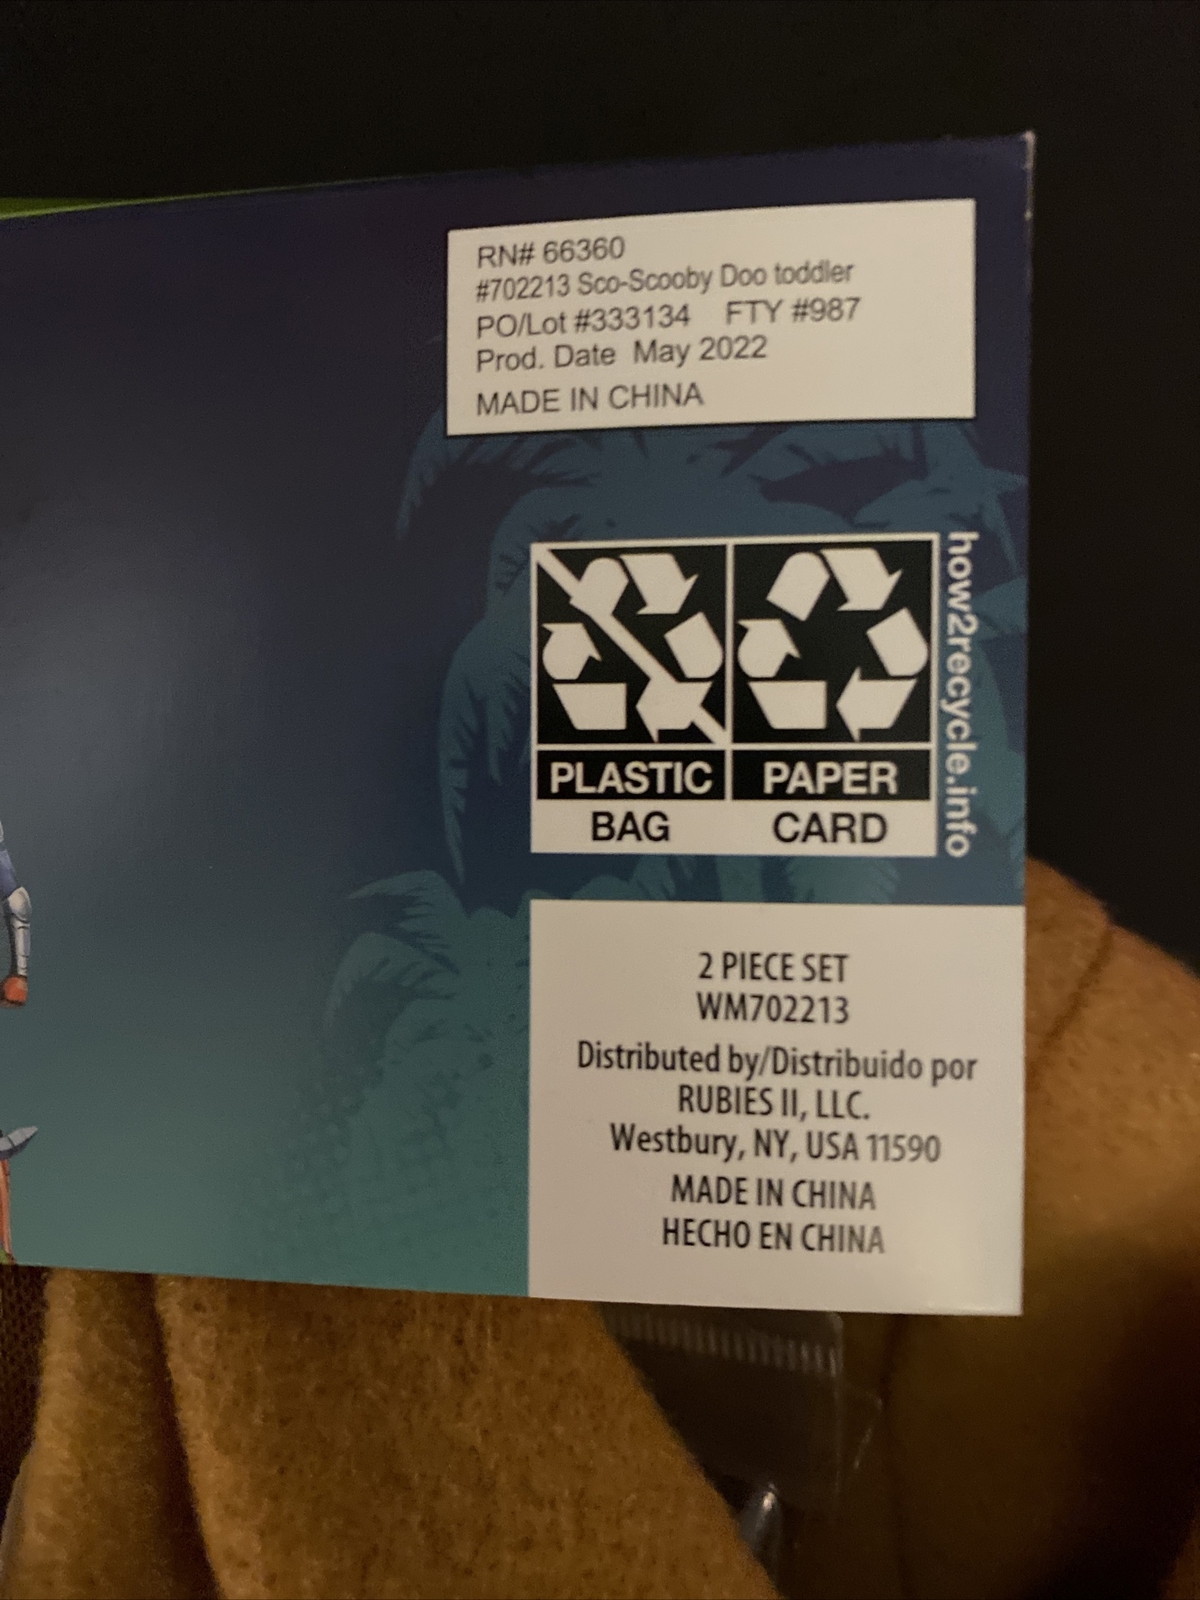 RN# 66360
#702213 Sco-Scooby Doo toddler
PO/Lot #333134 FTY #987
Prod. Date May 2022
MADE IN CHINA
how2recycle.info
PLASTIC PAPER
BAG CARD
2 PIECE SET
WM702213
Distributed by/Distribuido por
RUBIES II, LLC.
Westbury, NY, USA 11590
MADE IN CHINA
HECHO EN CHINA